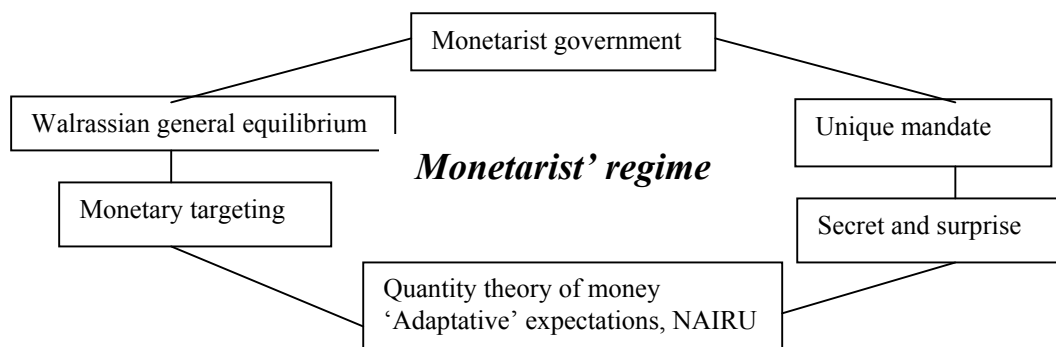 Monetarist government
Walrassian general equilibrium
Unique mandate
Monetarist’ regime
Monetary targeting
Secret and surprise
Quantity theory of money
‘Adaptative’ expectations, NAIRU